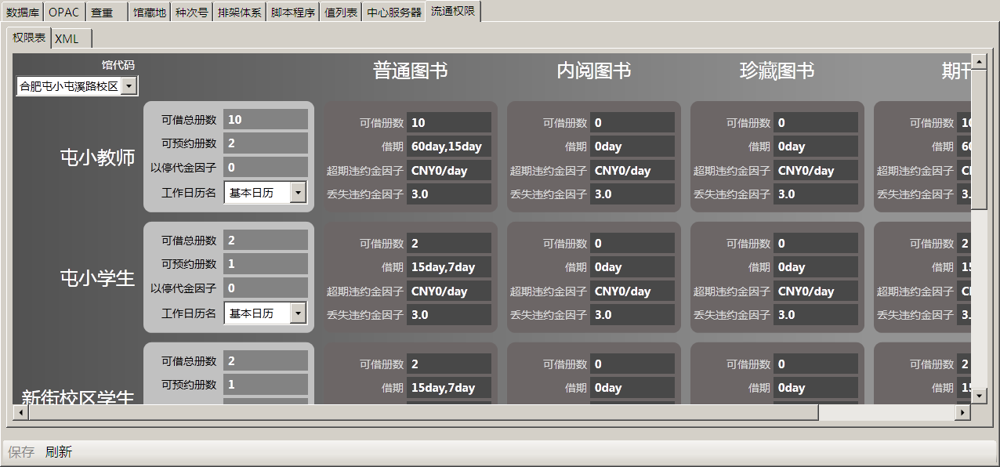 数据库 OPAC 查重 馆藏地 种次号 排架体系 脚本程序 值列表 中心服务器 流通权限
权限表 XML
馆代码 普通图书 内阅图书 珍藏图书 期刊
合肥屯小屯溪路校区
屯小教师
可借总册数 10
可预约册数 2
以停代金因子 0
工作日历名 基本日历
可借册数 10
借期 60day,15day
超期违约金因子 CNY0/day
丢失违约金因子 3.0
可借册数 0
借期 0day
超期违约金因子 CNY0/day
丢失违约金因子 3.0
可借册数 0
借期 0day
超期违约金因子 CNY0/day
丢失违约金因子 3.0
可借册数 10
借期
超期违约金因子
丢失违约金因子 3.
屯小学生
可借总册数 2
可预约册数 1
以停代金因子 0
工作日历名 基本日历
可借册数 2
借期 15day,7day
超期违约金因子 CNY0/day
丢失违约金因子 3.0
可借册数 0
借期 0day
超期违约金因子 CNY0/day
丢失违约金因子 3.0
可借册数 0
借期 0day
超期违约金因子 CNY0/day
丢失违约金因子 3.0
可借册数 2
借期 15
超期违约金因子
丢失违约金因子 3.
新街校区学生
可借总册数 2
可预约册数 1
可借册数 2
借期 15day,7day
可借册数 0
借期 0day
可借册数 0
借期 0day
可借册数 2
借期 15
保存 刷新